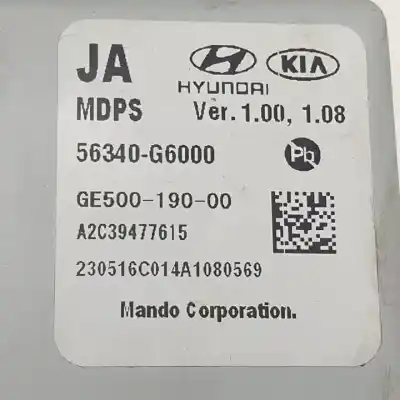 JA
HYUNDAI KIA
MDPS Ver. 1.00, 1.08
56340-G6000 Pb
GE500-190-00
A2C39477615
230516C014A1080569
Mando Corporation.